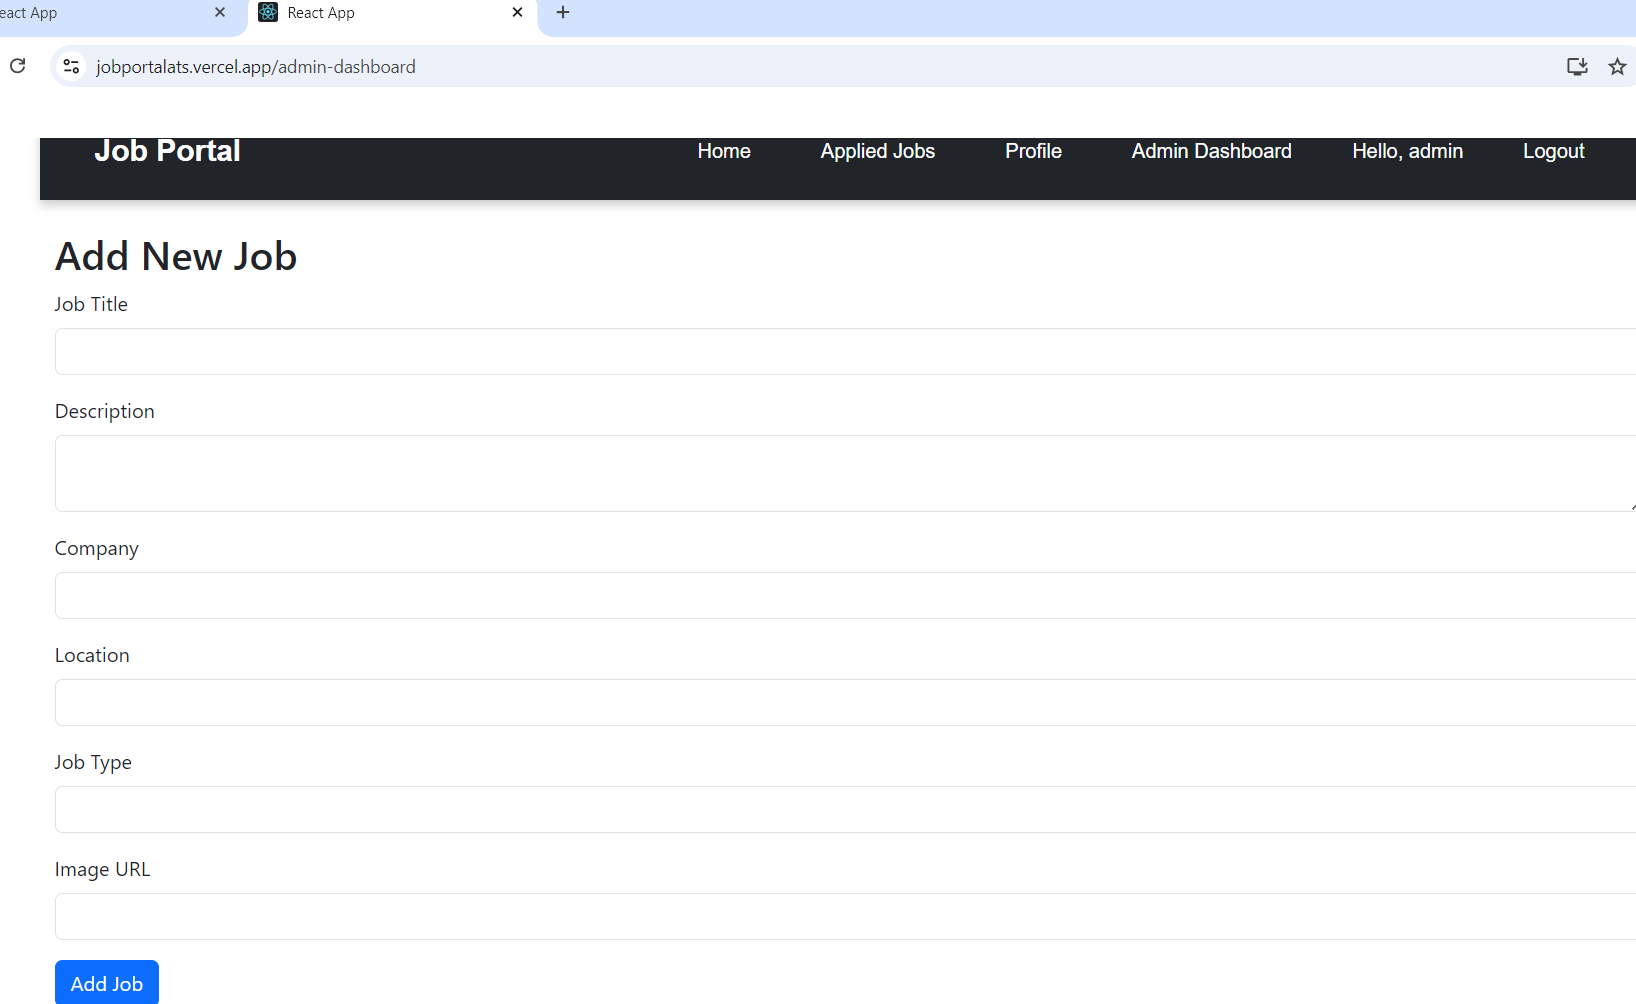 eact App
React App
jobportalats.vercel.app/admin-dashboard
Job Portal Home Applied Jobs Profile Admin Dashboard Hello, admin Logout
Add New Job
Job Title
Description
Company
Location
Job Type
Image URL
Add Job